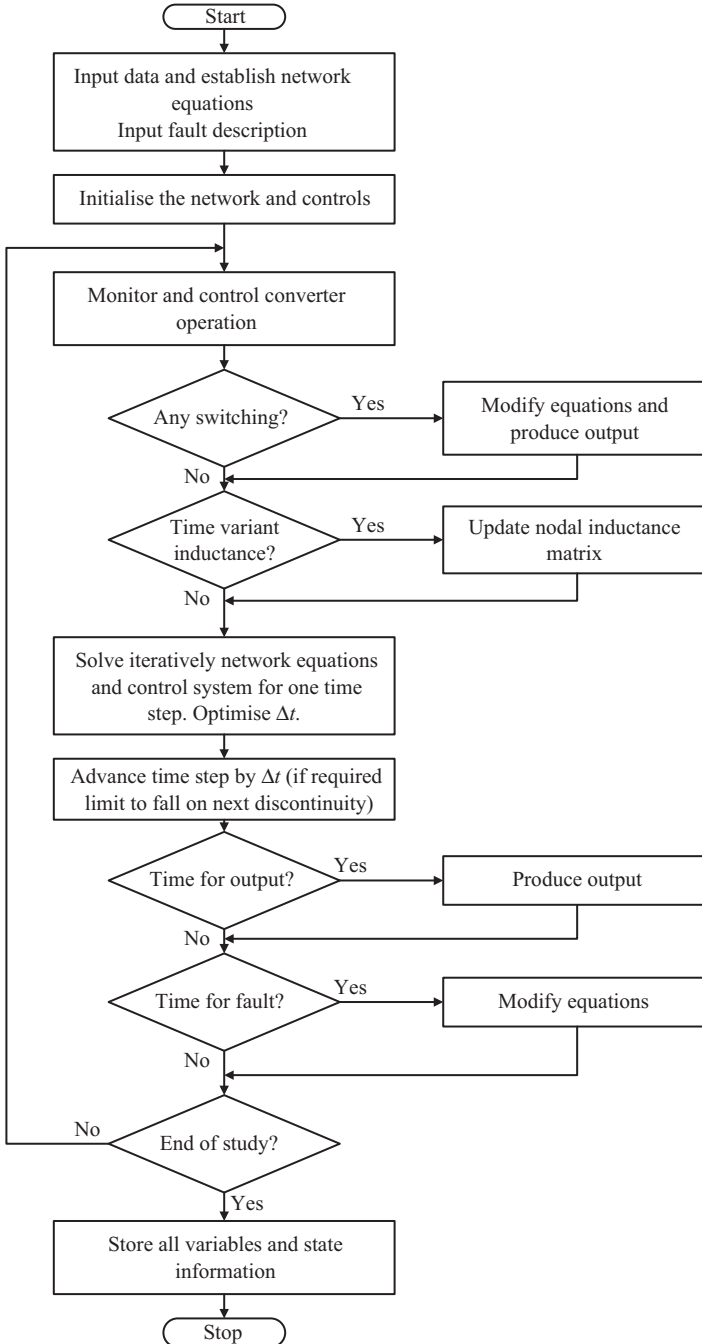 Start
Input data and establish network
equations
Input fault description
Initialise the network and controls
Monitor and control converter
operation
Any switching?
Yes
Modify equations and
produce output
No
Time variant
inductance?
Yes
Update nodal inductance
matrix
No
Solve iteratively network equations
and control system for one time
step. Optimise Δt.
Advance time step by Δt (if required
limit to fall on next discontinuity)
Time for output?
Yes
Produce output
No
Time for fault?
Yes
Modify equations
No
No
End of study?
Yes
Store all variables and state
information
Stop